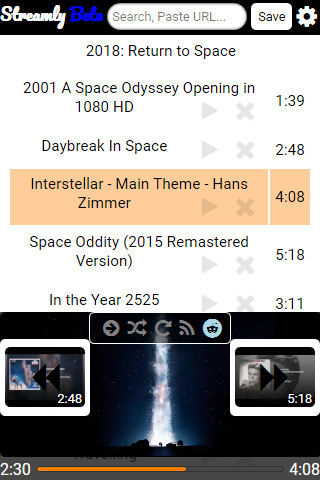 Streamly Beta
Search, Paste URL...
Save
2018: Return to Space
2001 A Space Odyssey Opening in
1080 HD
1:39
Daybreak In Space
2:48
Interstellar - Main Theme - Hans
Zimmer
4:08
Space Oddity (2015 Remastered
Version)
5:18
In the Year 2525
3:11
2:48
5:18
Travelling
2:30
4:08